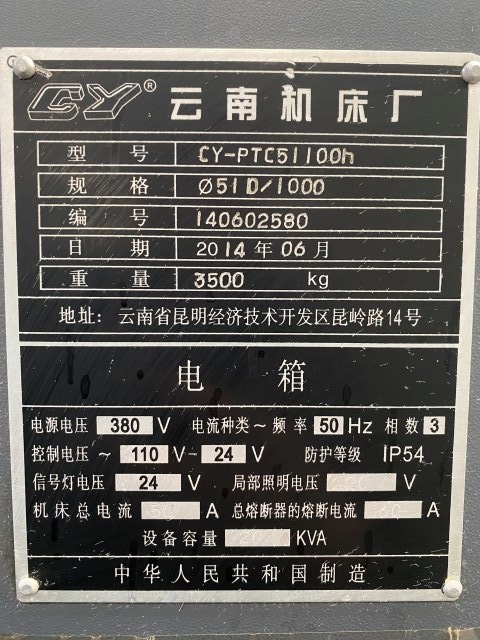 CY® 云南机床厂
型号 CY-PTC51100h
规格 Ø510/1000
编号 140602580
日期 2014年06月
重量 3500 kg
地址: 云南省昆明经济技术开发区昆岭路14号
电箱
电源电压 380 V 电流种类~ 频率 50 Hz 相数 3
控制电压~ 110 V- 24 V 防护等级 IP54
信号灯电压 24 V 局部照明电压 V
机床总电流 A 总熔断器的熔断电流 A
设备容量 20 KVA
中华人民共和国制造